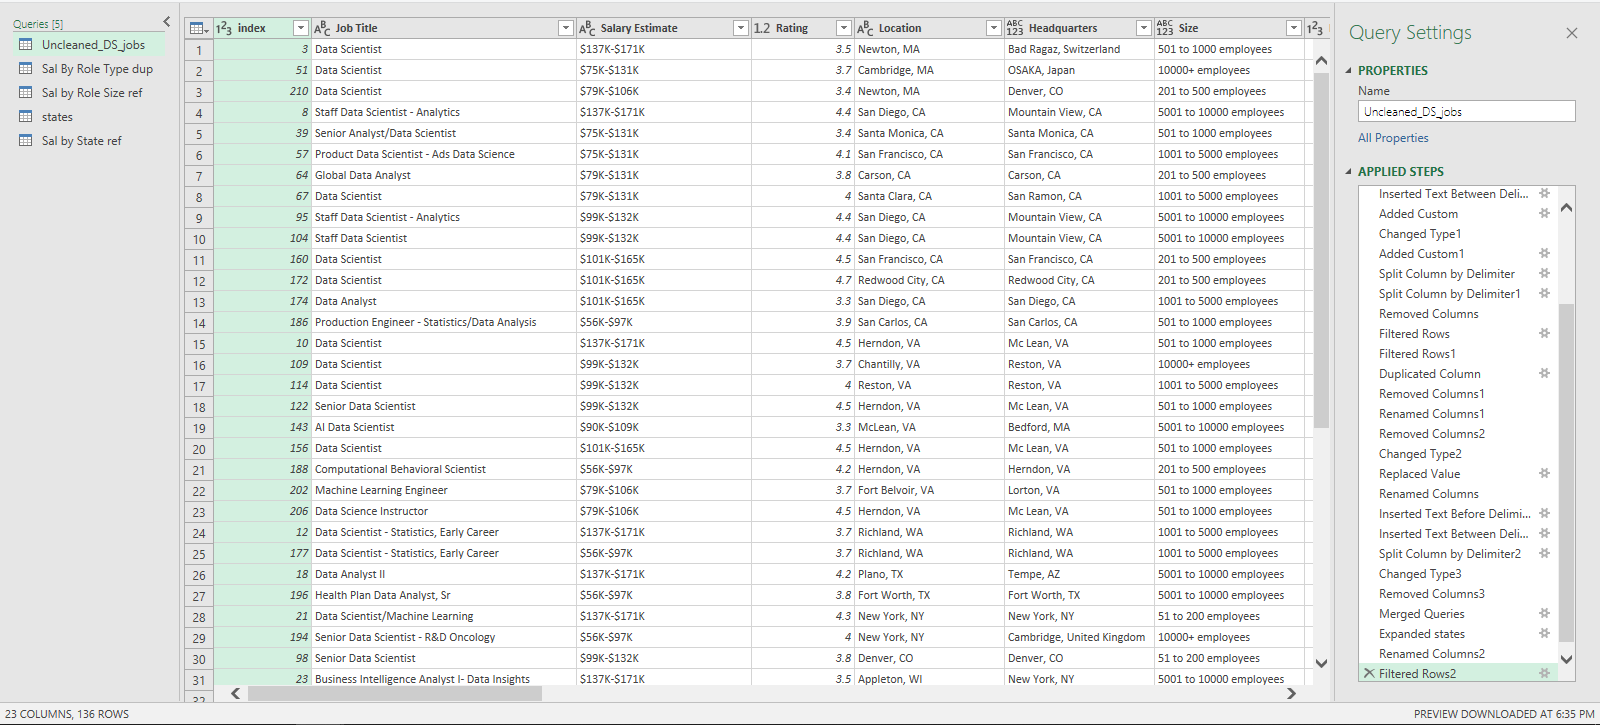 Queries [5]
Uncleaned_DS_jobs
Sal By Role Type dup
Sal by Role Size ref
states
Sal by State ref
1²3 index ABC Job Title ABC Salary Estimate 1.2 Rating ABC Location ABC 123 Headquarters ABC 123 Size 1²3
1 3 Data Scientist $137K-$171K 3.5 Newton, MA Bad Ragaz, Switzerland 501 to 1000 employees
2 51 Data Scientist $75K-$131K 3.7 Cambridge, MA OSAKA, Japan 10000+ employees
3 210 Data Scientist $79K-$106K 3.4 Newton, MA Denver, CO 201 to 500 employees
4 8 Staff Data Scientist - Analytics $137K-$171K 4.4 San Diego, CA Mountain View, CA 5001 to 10000 employees
5 39 Senior Analyst/Data Scientist $75K-$131K 3.4 Santa Monica, CA Santa Monica, CA 501 to 1000 employees
6 57 Product Data Scientist - Ads Data Science $75K-$131K 4.1 San Francisco, CA San Francisco, CA 1001 to 5000 employees
7 64 Global Data Analyst $79K-$131K 3.8 Carson, CA Carson, CA 201 to 500 employees
8 67 Data Scientist $79K-$131K 4 Santa Clara, CA San Ramon, CA 1001 to 5000 employees
9 95 Staff Data Scientist - Analytics $99K-$132K 4.4 San Diego, CA Mountain View, CA 5001 to 10000 employees
10 104 Staff Data Scientist $99K-$132K 4.4 San Diego, CA Mountain View, CA 5001 to 10000 employees
11 160 Data Scientist $101K-$165K 4.5 San Francisco, CA San Francisco, CA 201 to 500 employees
12 172 Data Scientist $101K-$165K 4.7 Redwood City, CA Redwood City, CA 201 to 500 employees
13 174 Data Analyst $101K-$165K 3.3 San Diego, CA San Diego, CA 1001 to 5000 employees
14 186 Production Engineer - Statistics/Data Analysis $56K-$97K 3.9 San Carlos, CA San Carlos, CA 501 to 1000 employees
15 10 Data Scientist $137K-$171K 4.5 Herndon, VA Mc Lean, VA 501 to 1000 employees
16 109 Data Scientist $99K-$132K 3.7 Chantilly, VA Reston, VA 10000+ employees
17 114 Data Scientist $99K-$132K 4 Reston, VA Reston, VA 1001 to 5000 employees
18 122 Senior Data Scientist $99K-$132K 4.5 Herndon, VA Mc Lean, VA 501 to 1000 employees
19 143 AI Data Scientist $90K-$109K 3.3 McLean, VA Bedford, MA 5001 to 10000 employees
20 156 Data Scientist $101K-$165K 4.5 Herndon, VA Mc Lean, VA 501 to 1000 employees
21 188 Computational Behavioral Scientist $56K-$97K 4.2 Herndon, VA Herndon, VA 201 to 500 employees
22 202 Machine Learning Engineer $79K-$106K 3.7 Fort Belvoir, VA Lorton, VA 501 to 1000 employees
23 206 Data Science Instructor $79K-$106K 4.5 Herndon, VA Mc Lean, VA 501 to 1000 employees
24 12 Data Scientist - Statistics, Early Career $137K-$171K 3.7 Richland, WA Richland, WA 1001 to 5000 employees
25 177 Data Scientist - Statistics, Early Career $56K-$97K 3.7 Richland, WA Richland, WA 1001 to 5000 employees
26 18 Data Analyst II $137K-$171K 4.2 Plano, TX Tempe, AZ 5001 to 10000 employees
27 196 Health Plan Data Analyst, Sr $56K-$97K 3.8 Fort Worth, TX Fort Worth, TX 5001 to 10000 employees
28 21 Data Scientist/Machine Learning $137K-$171K 4.3 New York, NY New York, NY 51 to 200 employees
29 194 Senior Data Scientist - R&D Oncology $56K-$97K 4 New York, NY Cambridge, United Kingdom 10000+ employees
30 98 Senior Data Scientist $99K-$132K 3.8 Denver, CO Denver, CO 51 to 200 employees
31 23 Business Intelligence Analyst I- Data Insights $137K-$171K 3.5 Appleton, WI New York, NY 5001 to 10000 employees
32
Query Settings
PROPERTIES
Name
Uncleaned_DS_jobs
All Properties
APPLIED STEPS
Inserted Text Between Deli...
Added Custom
Changed Type1
Added Custom1
Split Column by Delimiter
Split Column by Delimiter1
Removed Columns
Filtered Rows
Filtered Rows1
Duplicated Column
Removed Columns1
Renamed Columns1
Removed Columns2
Changed Type2
Replaced Value
Renamed Columns
Inserted Text Before Delimi...
Inserted Text Between Deli...
Split Column by Delimiter2
Changed Type3
Removed Columns3
Merged Queries
Expanded states
Renamed Columns2
Filtered Rows2
23 COLUMNS, 136 ROWS
PREVIEW DOWNLOADED AT 6:35 PM